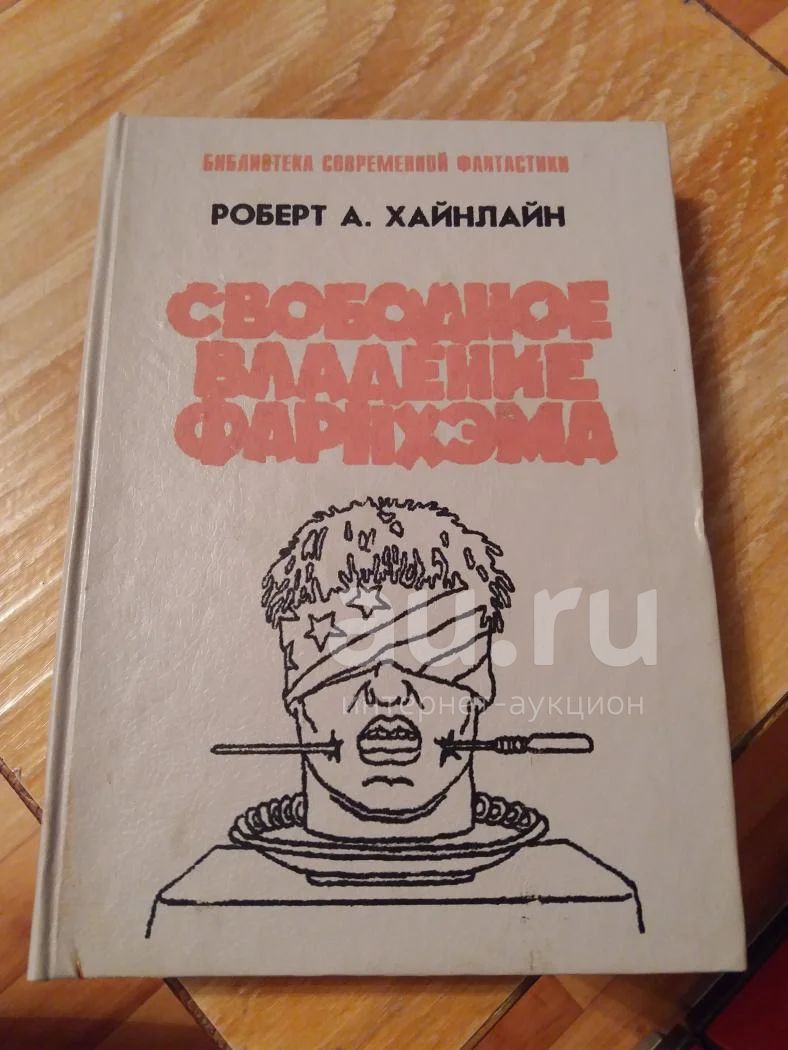 БИБЛИОТЕКА СОВРЕМЕННОЙ ФАНТАСТИКИ
РОБЕРТ А. ХАЙНЛАЙН
СВОБОДНОЕ
ВЛАДЕНИЕ
ФАРНХЭМА
au.ru
интернет-аукцион